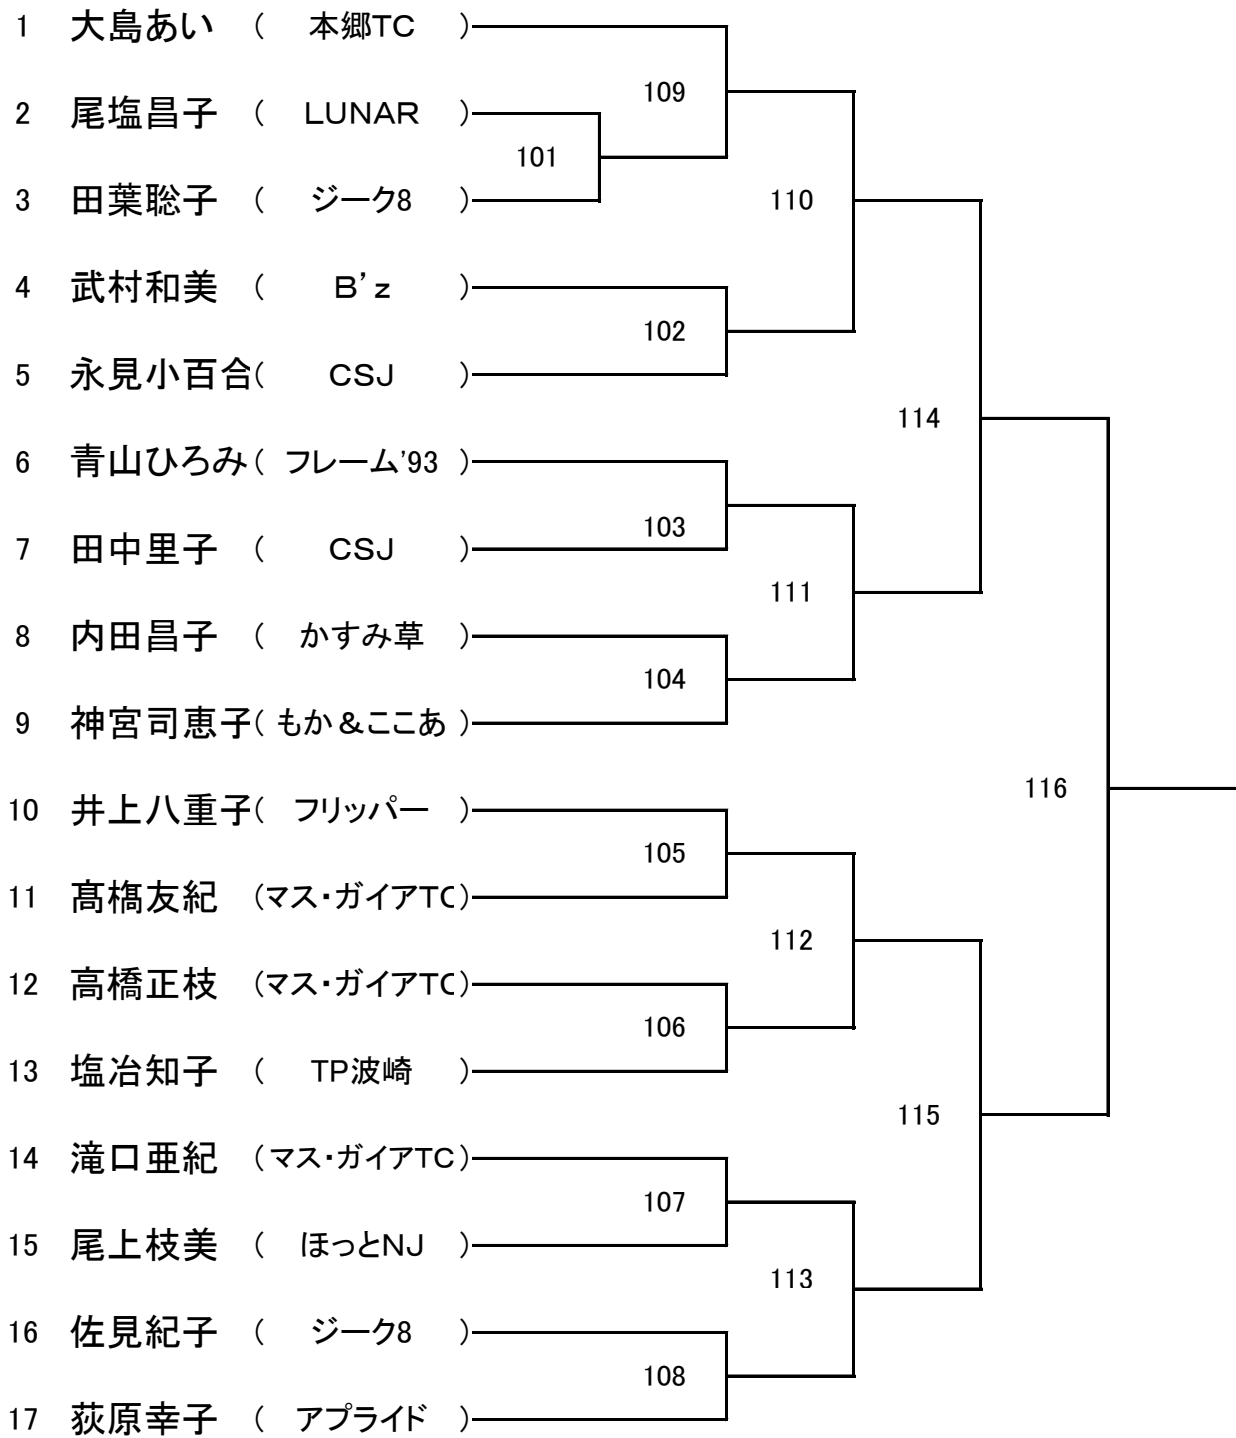 1 大島あい ( 本郷TC )
109
2 尾塩昌子 ( LUNAR )
101
3 田葉聡子 ( ジーク8 )
110
4 武村和美 ( B'z )
102
5 永見小百合( CSJ )
114
6 青山ひろみ( フレーム'93 )
103
7 田中里子 ( CSJ )
111
8 内田昌子 ( かすみ草 )
104
9 神宮司恵子( もか&ここあ )
116
10 井上八重子( フリッパー )
105
11 髙橋友紀 (マス・ガイアTC)
112
12 高橋正枝 (マス・ガイアTC)
106
13 塩冶知子 ( TP波崎 )
115
14 滝口亜紀 (マス・ガイアTC)
107
15 尾上枝美 ( ほっとNJ )
113
16 佐見紀子 ( ジーク8 )
108
17 荻原幸子 ( アプライド )